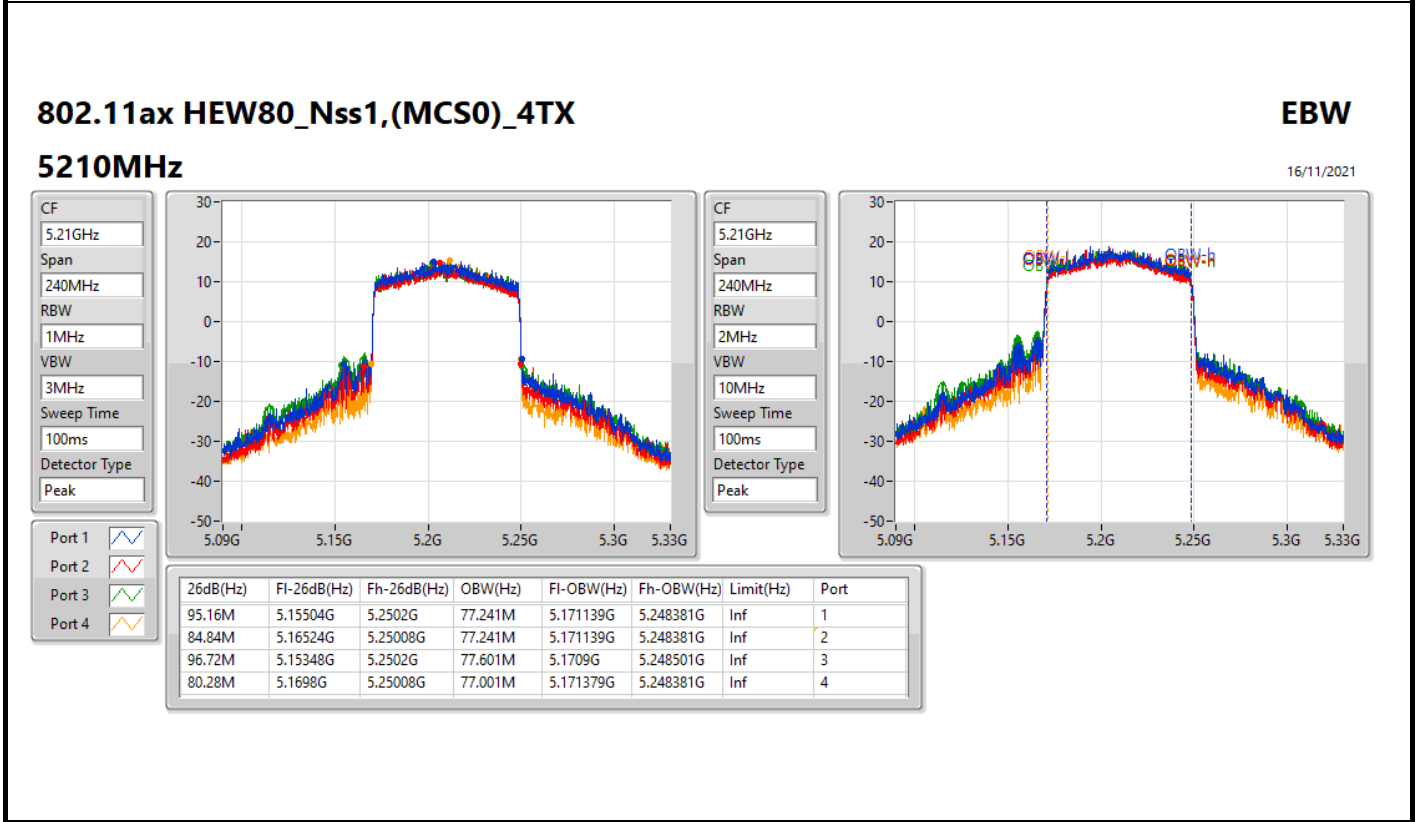 802.11ax HEW80_Nss1,(MCS0)_4TX
EBW
5210MHz
16/11/2021
CF
5.21GHz
Span
240MHz
RBW
1MHz
VBW
3MHz
Sweep Time
100ms
Detector Type
Peak
30
20
10
0
-10
-20
-30
-40
-50
5.09G 5.15G 5.2G 5.25G 5.3G 5.33G
CF
5.21GHz
Span
240MHz
RBW
2MHz
VBW
10MHz
Sweep Time
100ms
Detector Type
Peak
30
20
10
0
-10
-20
-30
-40
-50
OBW-l OBW-h
5.09G 5.15G 5.2G 5.25G 5.3G 5.33G
Port 1
Port 2
Port 3
Port 4
26dB(Hz) Fl-26dB(Hz) Fh-26dB(Hz) OBW(Hz) Fl-OBW(Hz) Fh-OBW(Hz) Limit(Hz) Port
95.16M 5.15504G 5.2502G 77.241M 5.171139G 5.248381G Inf 1
84.84M 5.16524G 5.25008G 77.241M 5.171139G 5.248381G Inf 2
96.72M 5.15348G 5.2502G 77.601M 5.1709G 5.248501G Inf 3
80.28M 5.1698G 5.25008G 77.001M 5.171379G 5.248381G Inf 4